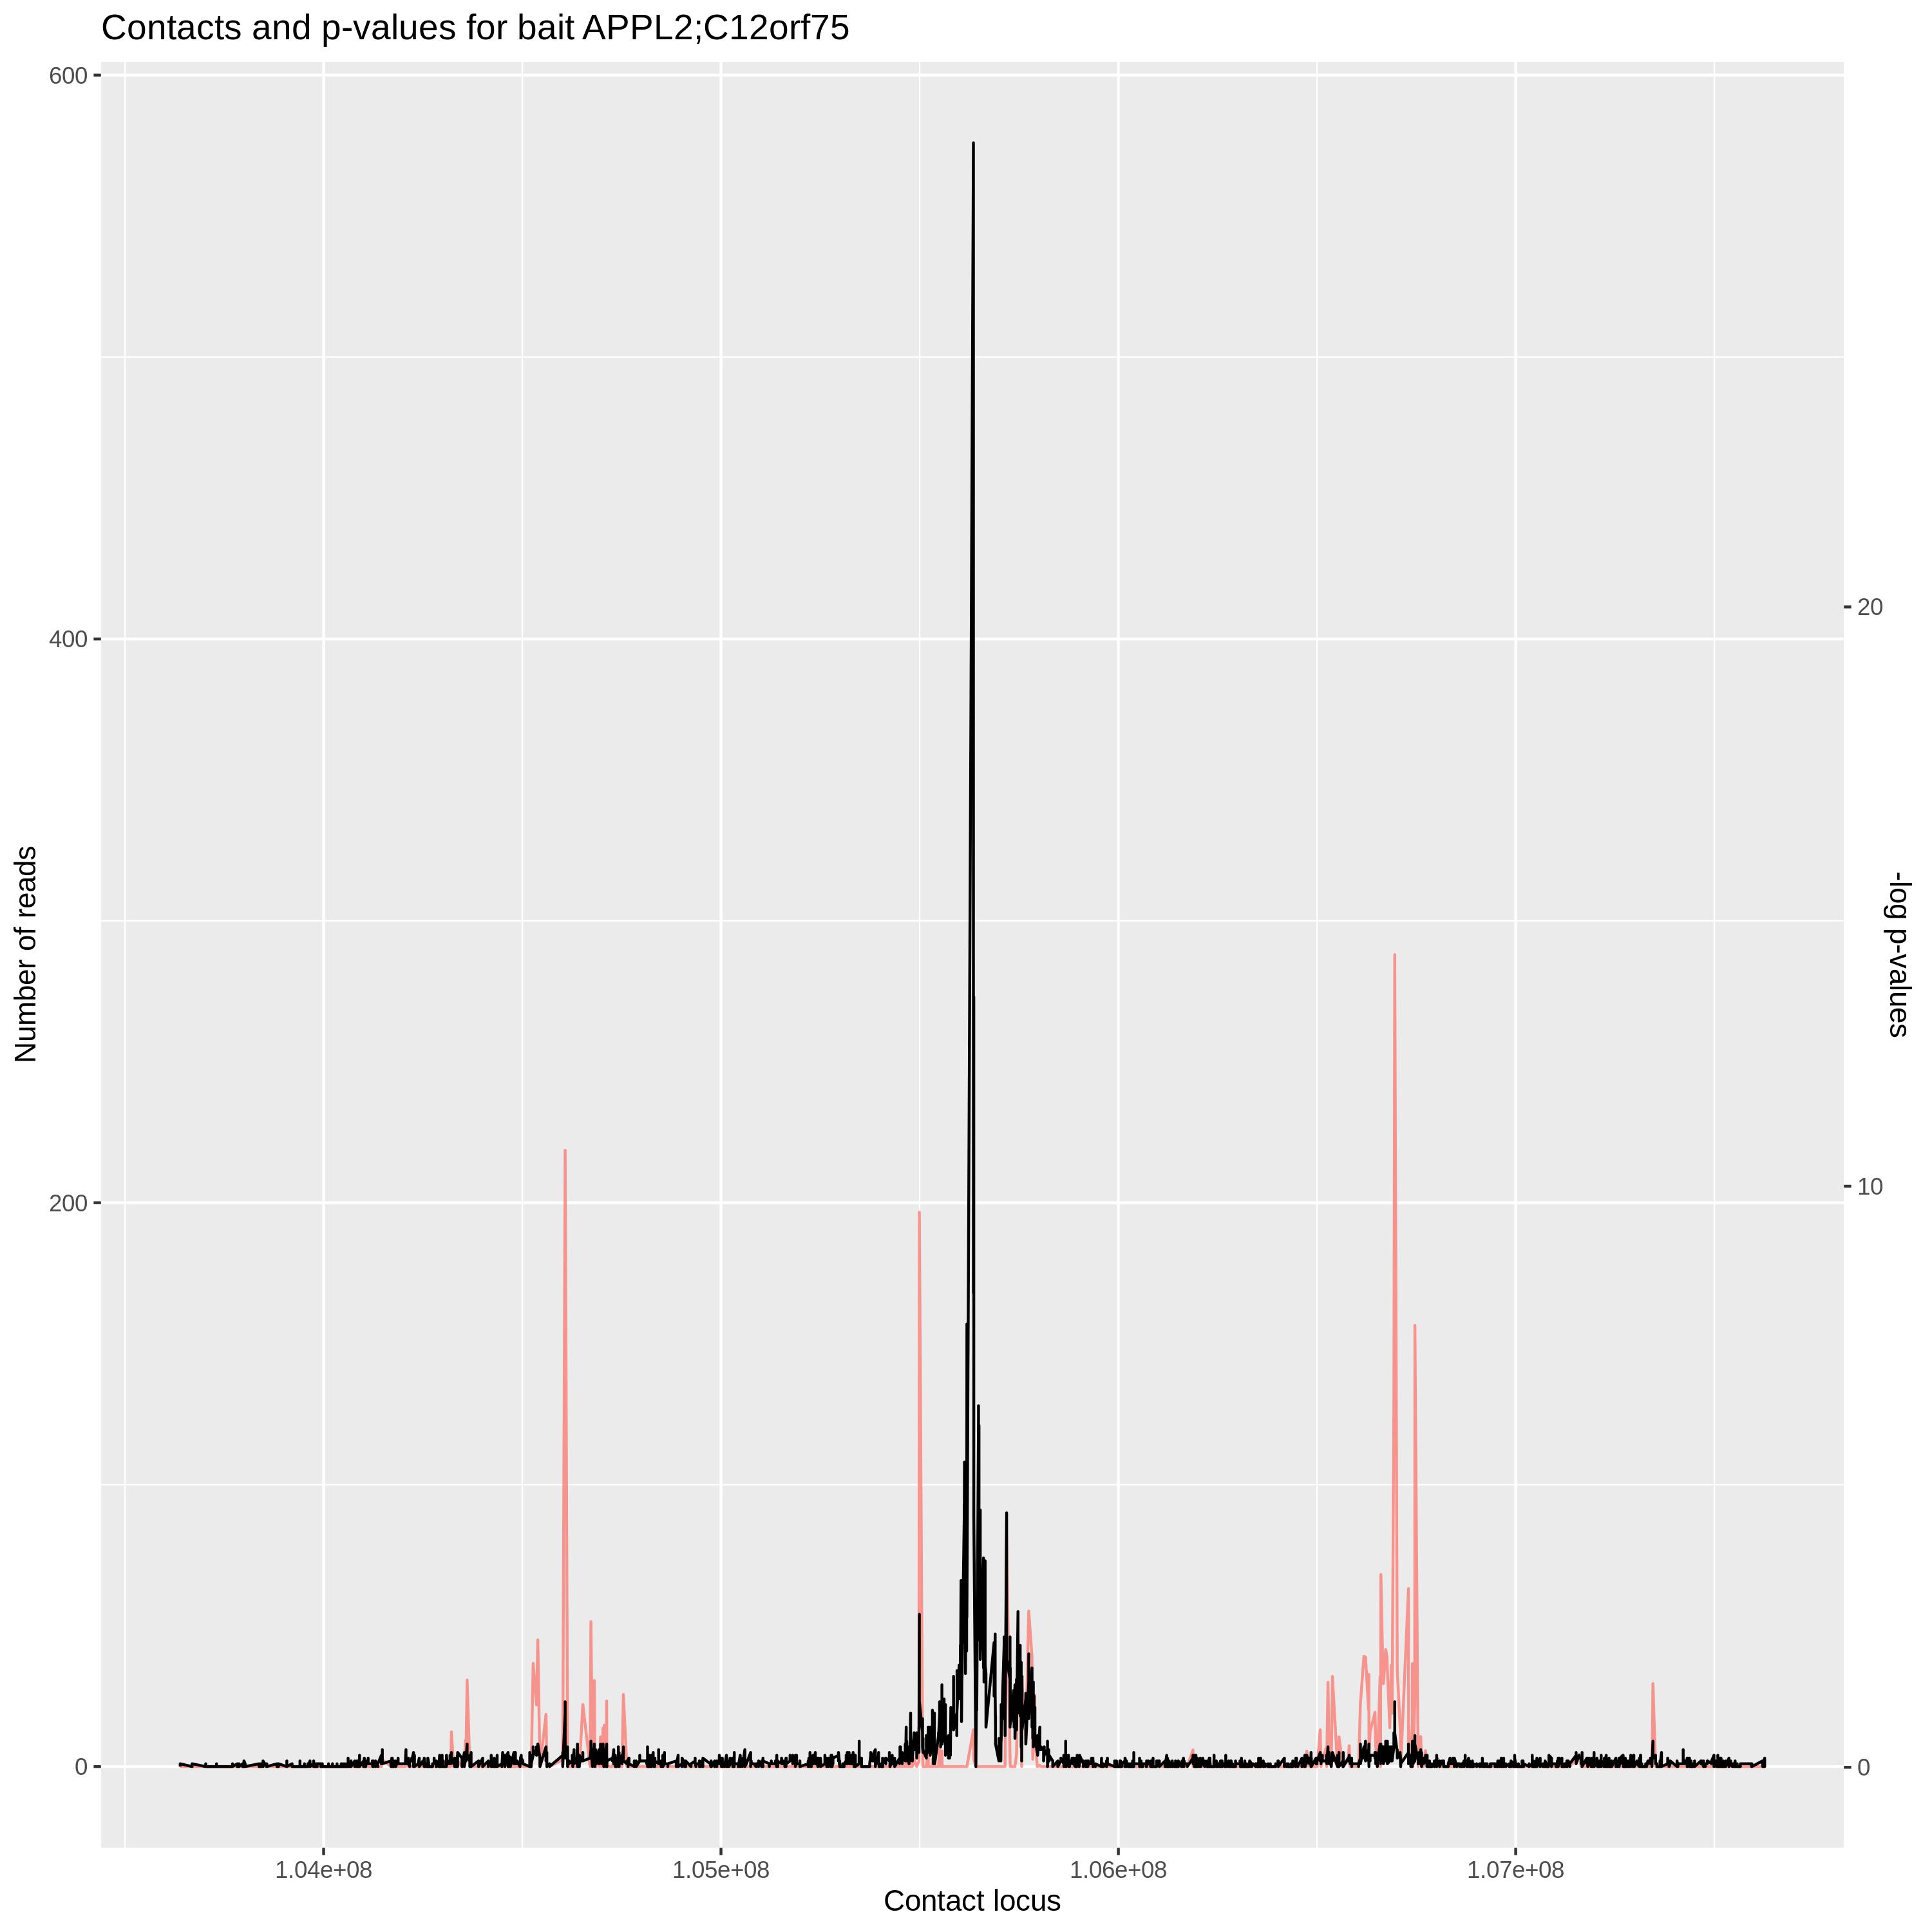 Contacts and p-values for bait APPL2;C12orf75
600
400
200
0
Number of reads
20
10
0
-log p-values
1.04e+08 1.05e+08 1.06e+08 1.07e+08
Contact locus